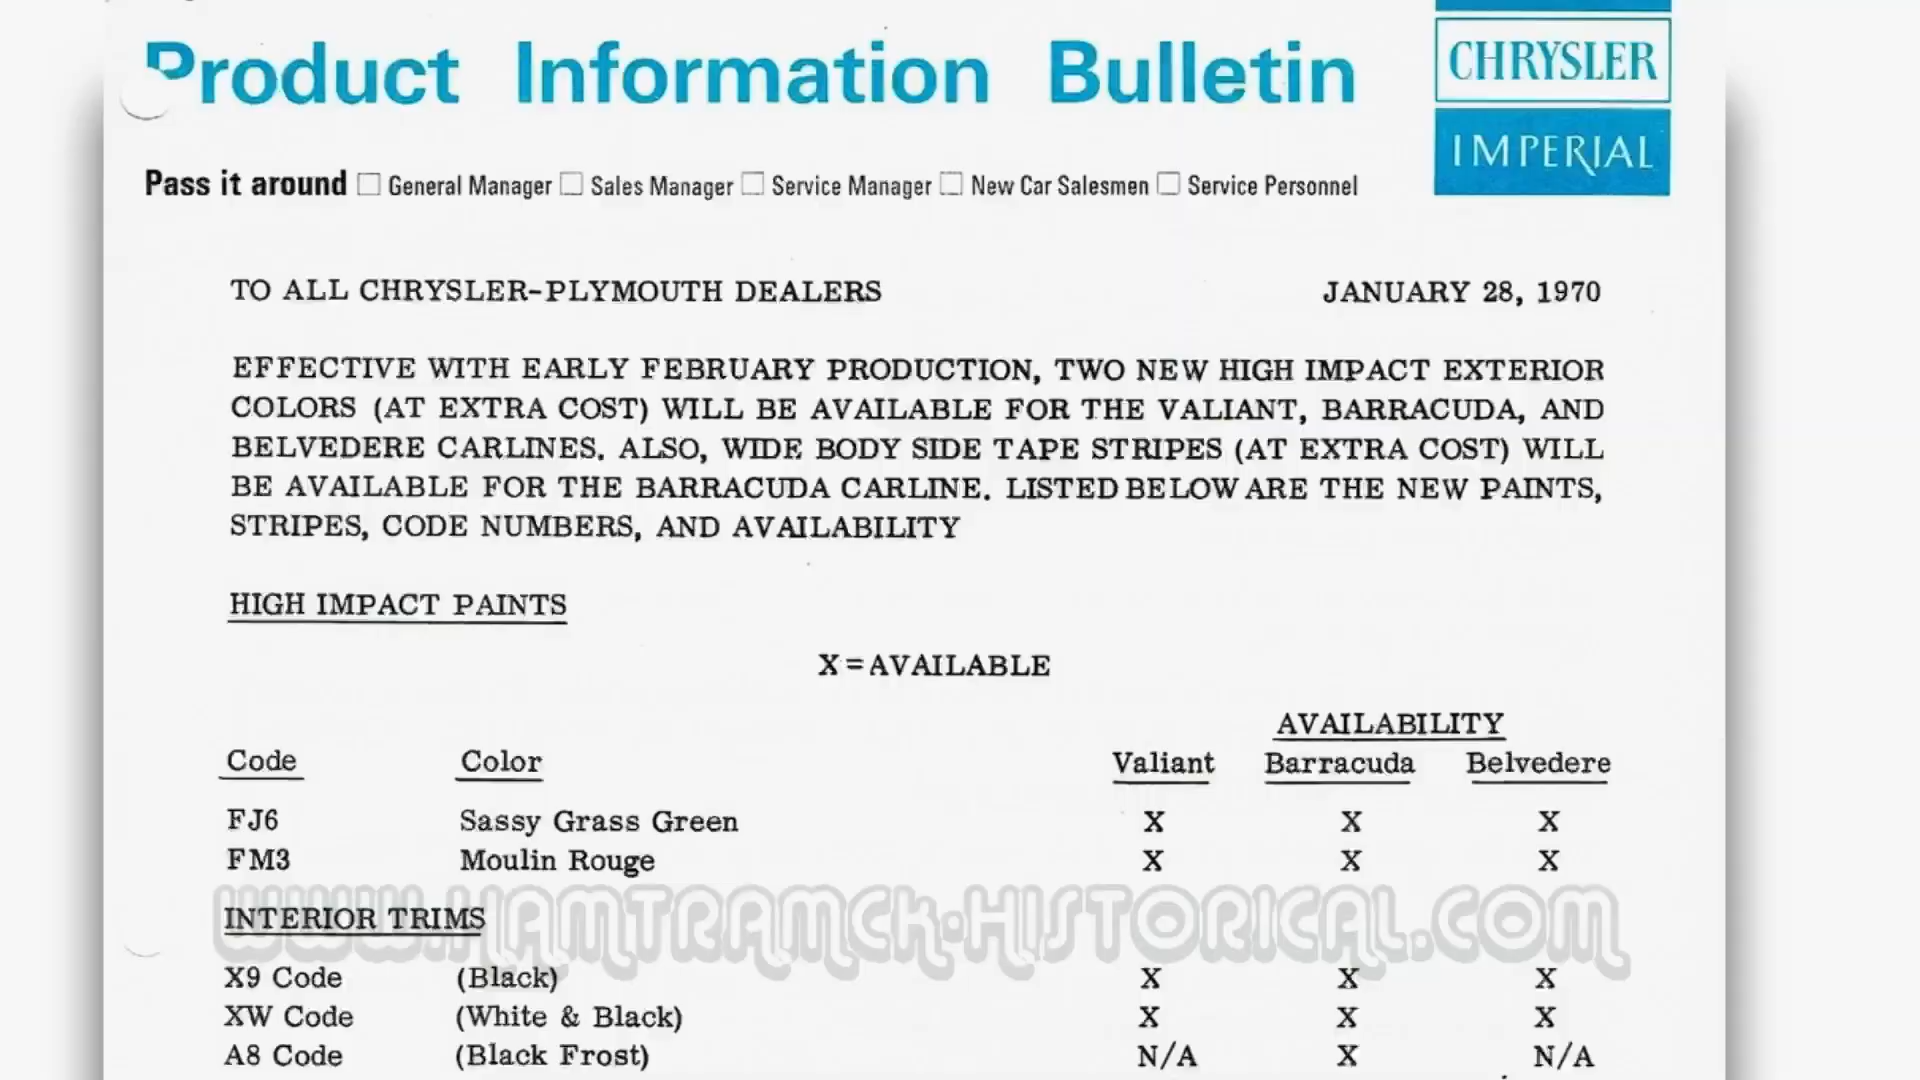 Product Information Bulletin
CHRYSLER
IMPERIAL
Pass it around General Manager Sales Manager Service Manager New Car Salesmen Service Personnel
TO ALL CHRYSLER-PLYMOUTH DEALERS JANUARY 28, 1970
EFFECTIVE WITH EARLY FEBRUARY PRODUCTION, TWO NEW HIGH IMPACT EXTERIOR
COLORS (AT EXTRA COST) WILL BE AVAILABLE FOR THE VALIANT, BARRACUDA, AND
BELVEDERE CARLINES. ALSO, WIDE BODY SIDE TAPE STRIPES (AT EXTRA COST) WILL
BE AVAILABLE FOR THE BARRACUDA CARLINE. LISTED BELOW ARE THE NEW PAINTS,
STRIPES, CODE NUMBERS, AND AVAILABILITY
HIGH IMPACT PAINTS
X=AVAILABLE
AVAILABILITY
Code Color Valiant Barracuda Belvedere
FJ6 Sassy Grass Green X X X
FM3 Moulin Rouge X X X
www.HAMTRAMCK-HISTORICAL.COM
INTERIOR TRIMS
X9 Code (Black) X X X
XW Code (White & Black) X X X
A8 Code (Black Frost) N/A X N/A